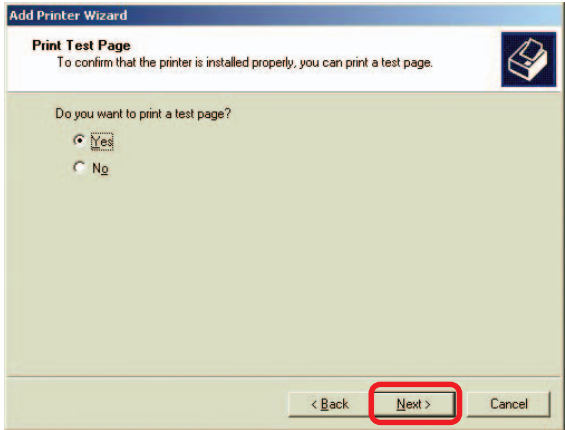 Add Printer Wizard
Print Test Page
To confirm that the printer is installed properly, you can print a test page.
Do you want to print a test page?
Yes
No
< Back
Next >
Cancel